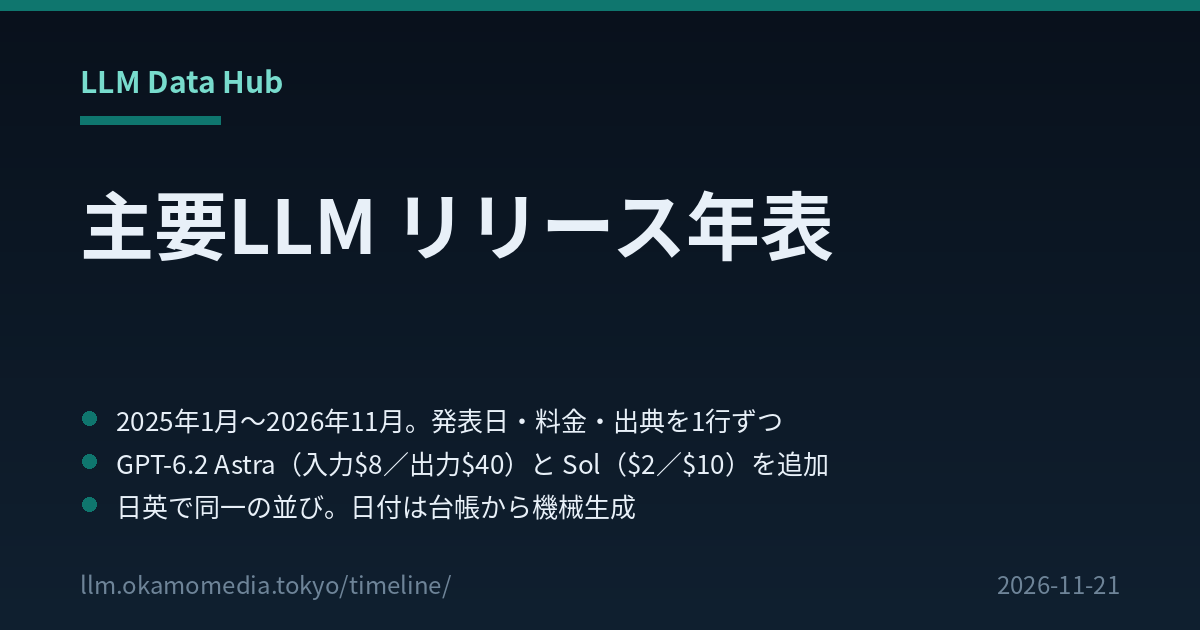 LLM Data Hub
主要LLM リリース年表
2025年1月〜2026年11月。発表日・料金・出典を1行ずつ
GPT-6.2 Astra（入力$8／出力$40）と Sol（$2／$10）を追加
日英で同一の並び。日付は台帳から機械生成
llm.okamomedia.tokyo/timeline/
2026-11-21